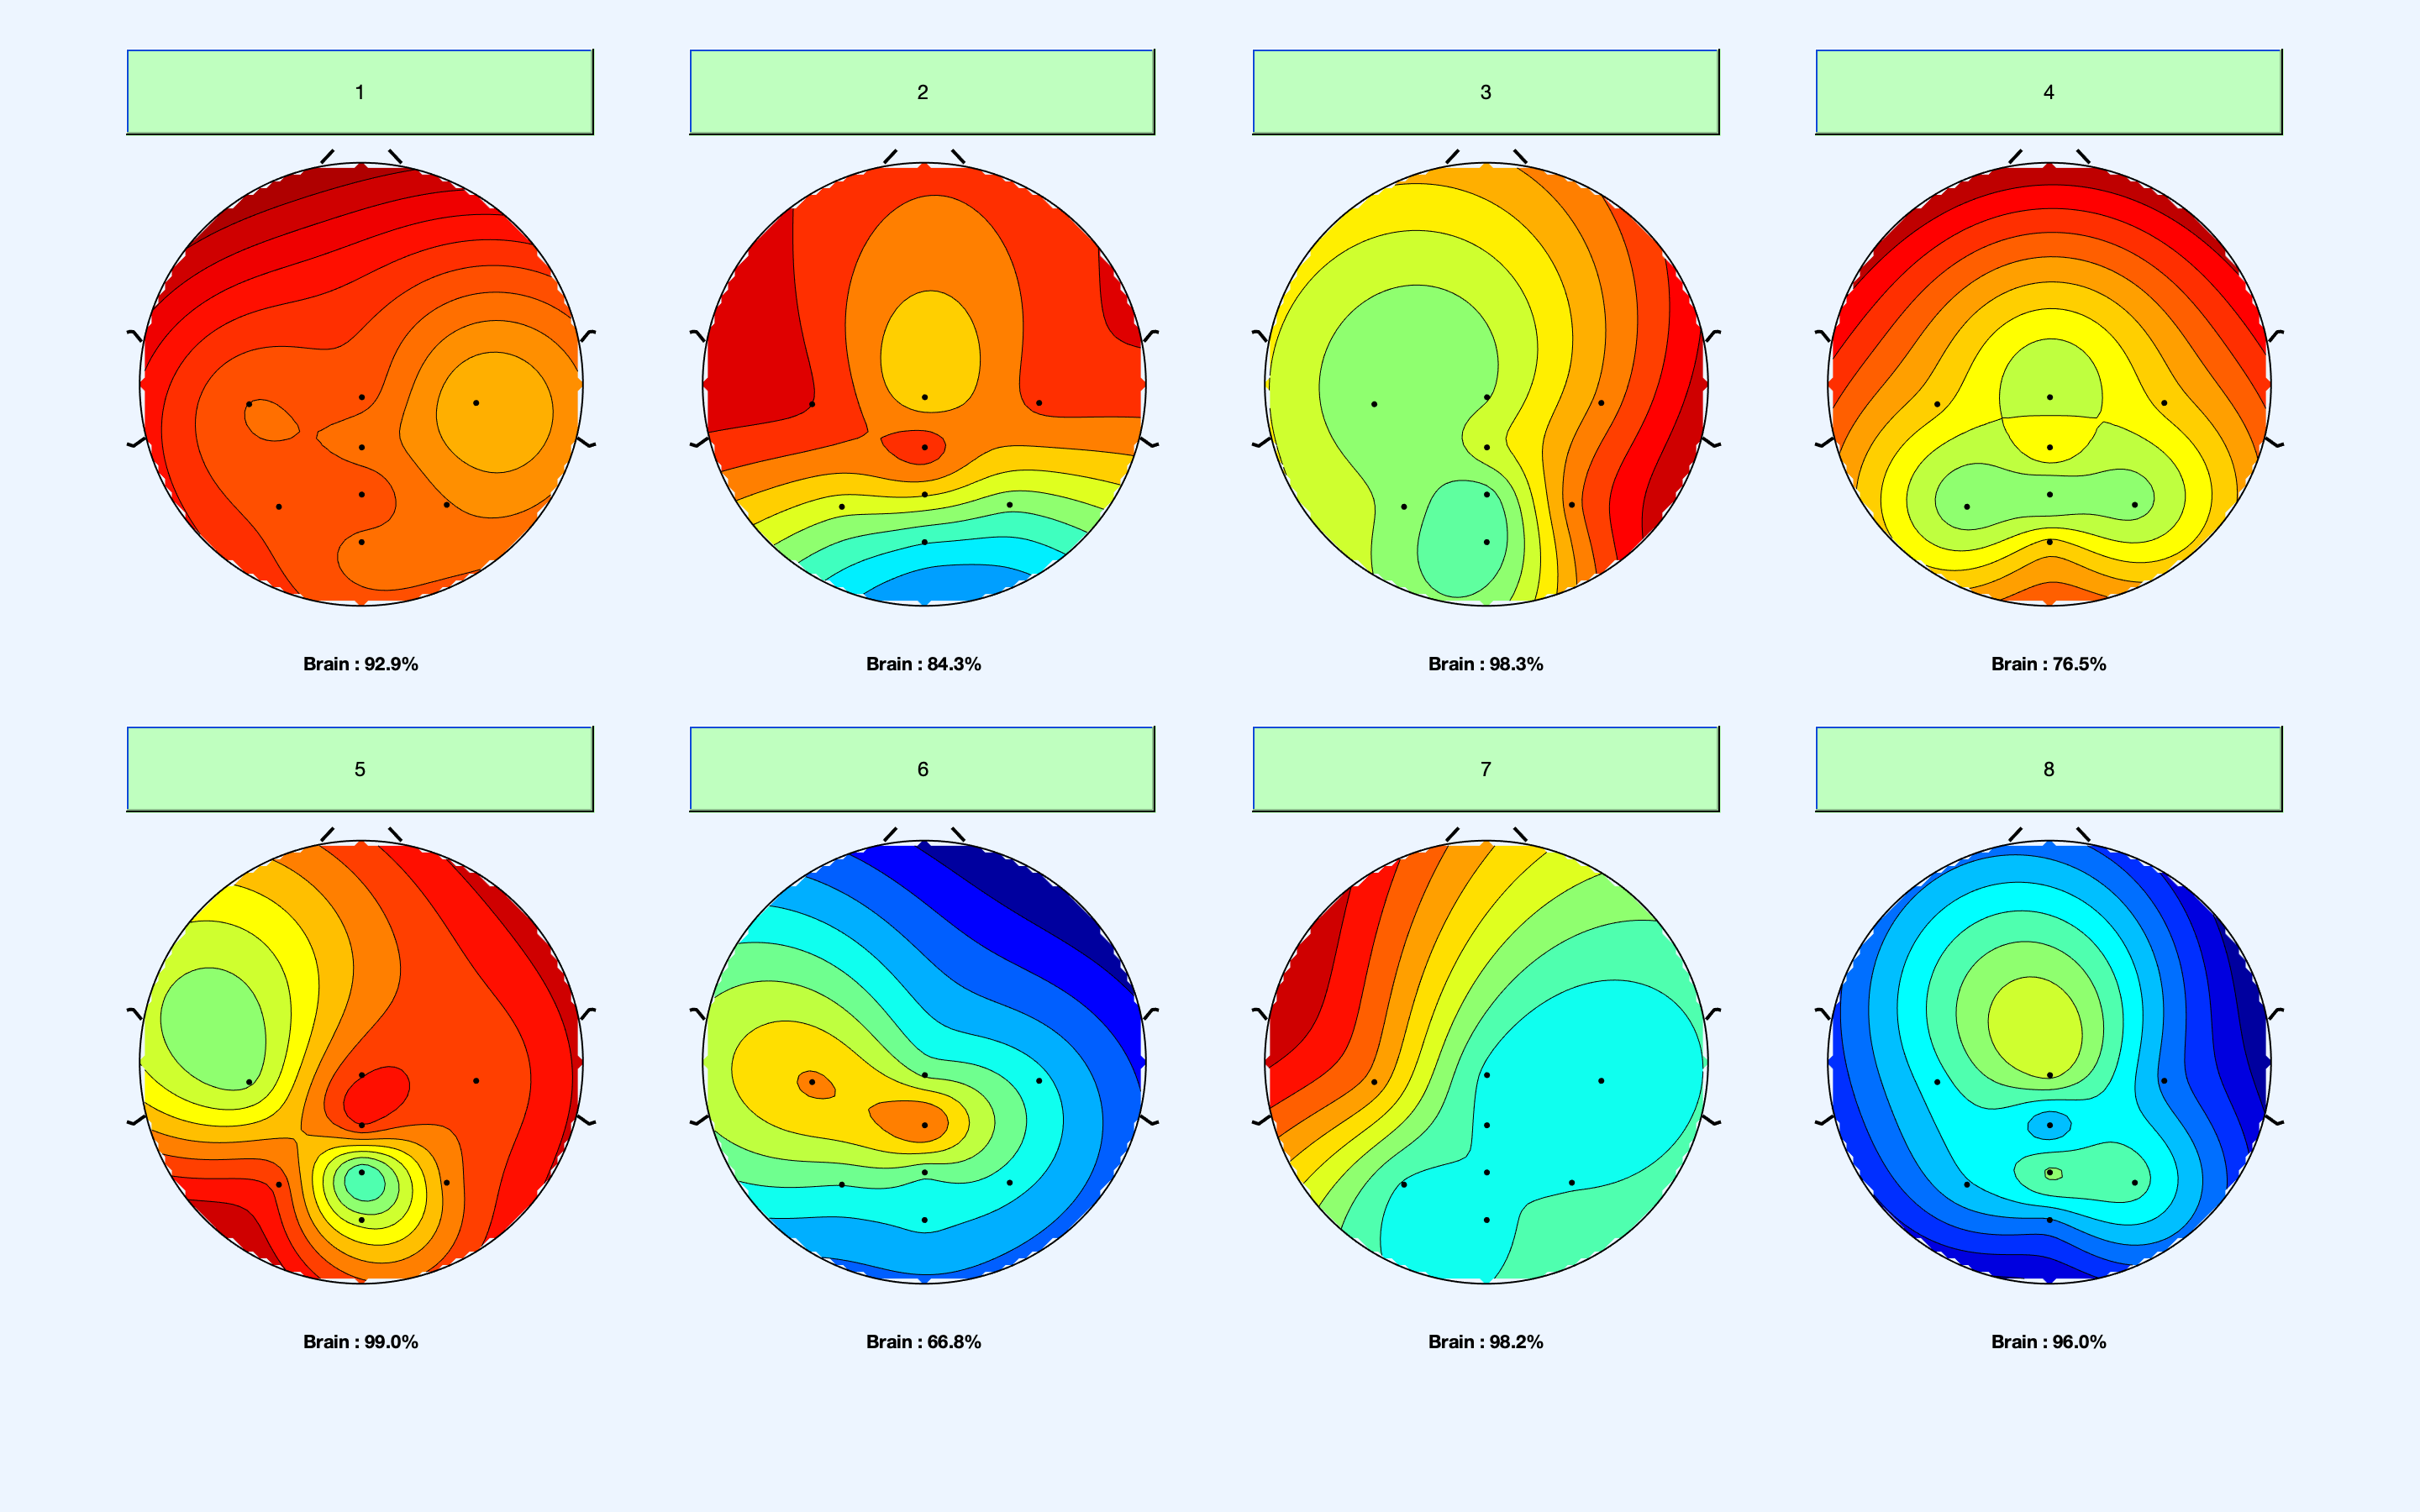 1
2
3
4
Brain : 92.9%
Brain : 84.3%
Brain : 98.3%
Brain : 76.5%
5
6
7
8
Brain : 99.0%
Brain : 66.8%
Brain : 98.2%
Brain : 96.0%